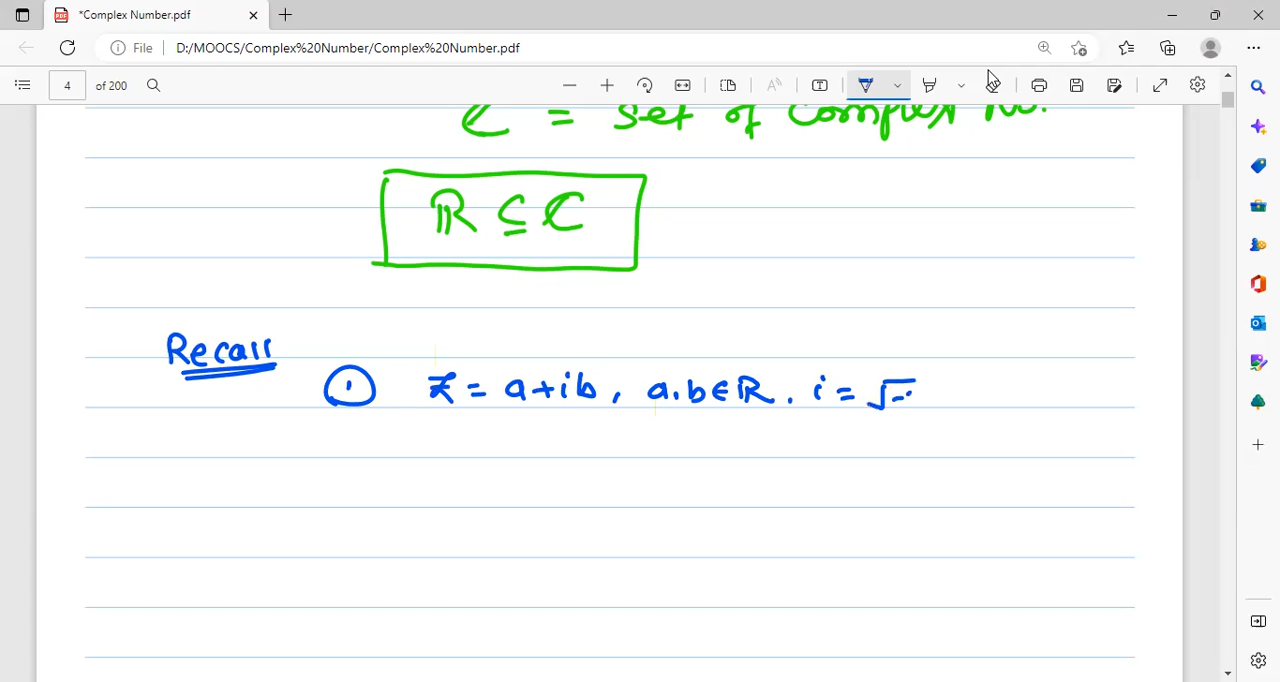 *Complex Number.pdf
File D:/MOOCS/Complex%20Number/Complex%20Number.pdf
4 of 200
ℂ = Set of Complex No.
ℝ ⊆ ℂ
Recall
① z = a+ib, a,b∈ℝ. i = √-